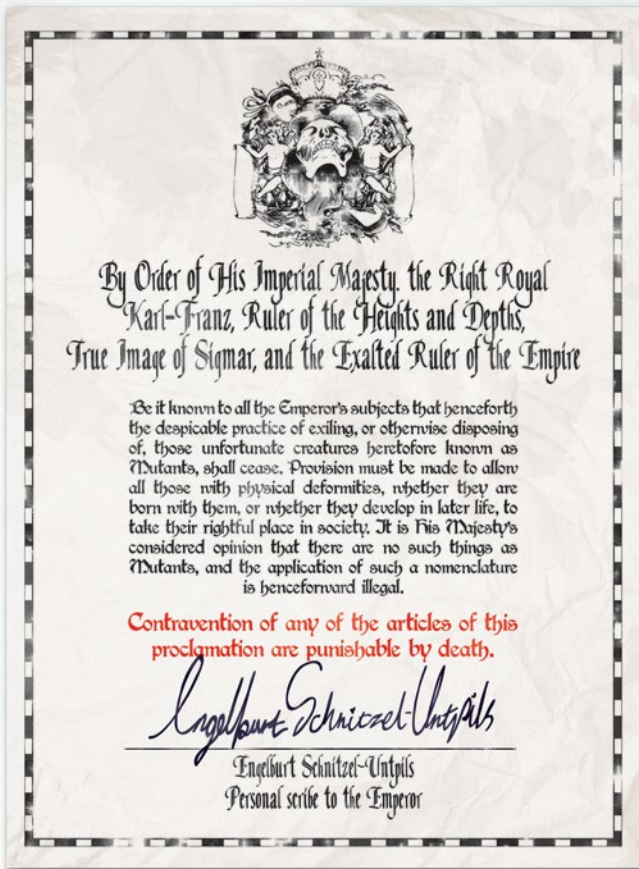 By Order of His Imperial Majesty. the Right Royal
Karl-Franz, Ruler of the Heights and Depths,
True Image of Sigmar, and the Exalted Ruler of the Empire
Be it known to all the Emperor's subjects that henceforth
the despicable practice of exiling, or otherwise disposing
of, those unfortunate creatures heretofore known as
Mutants, shall cease. Provision must be made to allow
all those with physical deformities, whether they are
born with them, or whether they develop in later life, to
take their rightful place in society. It is His Majesty's
considered opinion that there are no such things as
Mutants, and the application of such a nomenclature
is henceforward illegal.
Contravention of any of the articles of this
proclamation are punishable by death.
Engelburt Schnitzel-Untpils
Engelburt Schnitzel-Untpils
Personal scribe to the Emperor